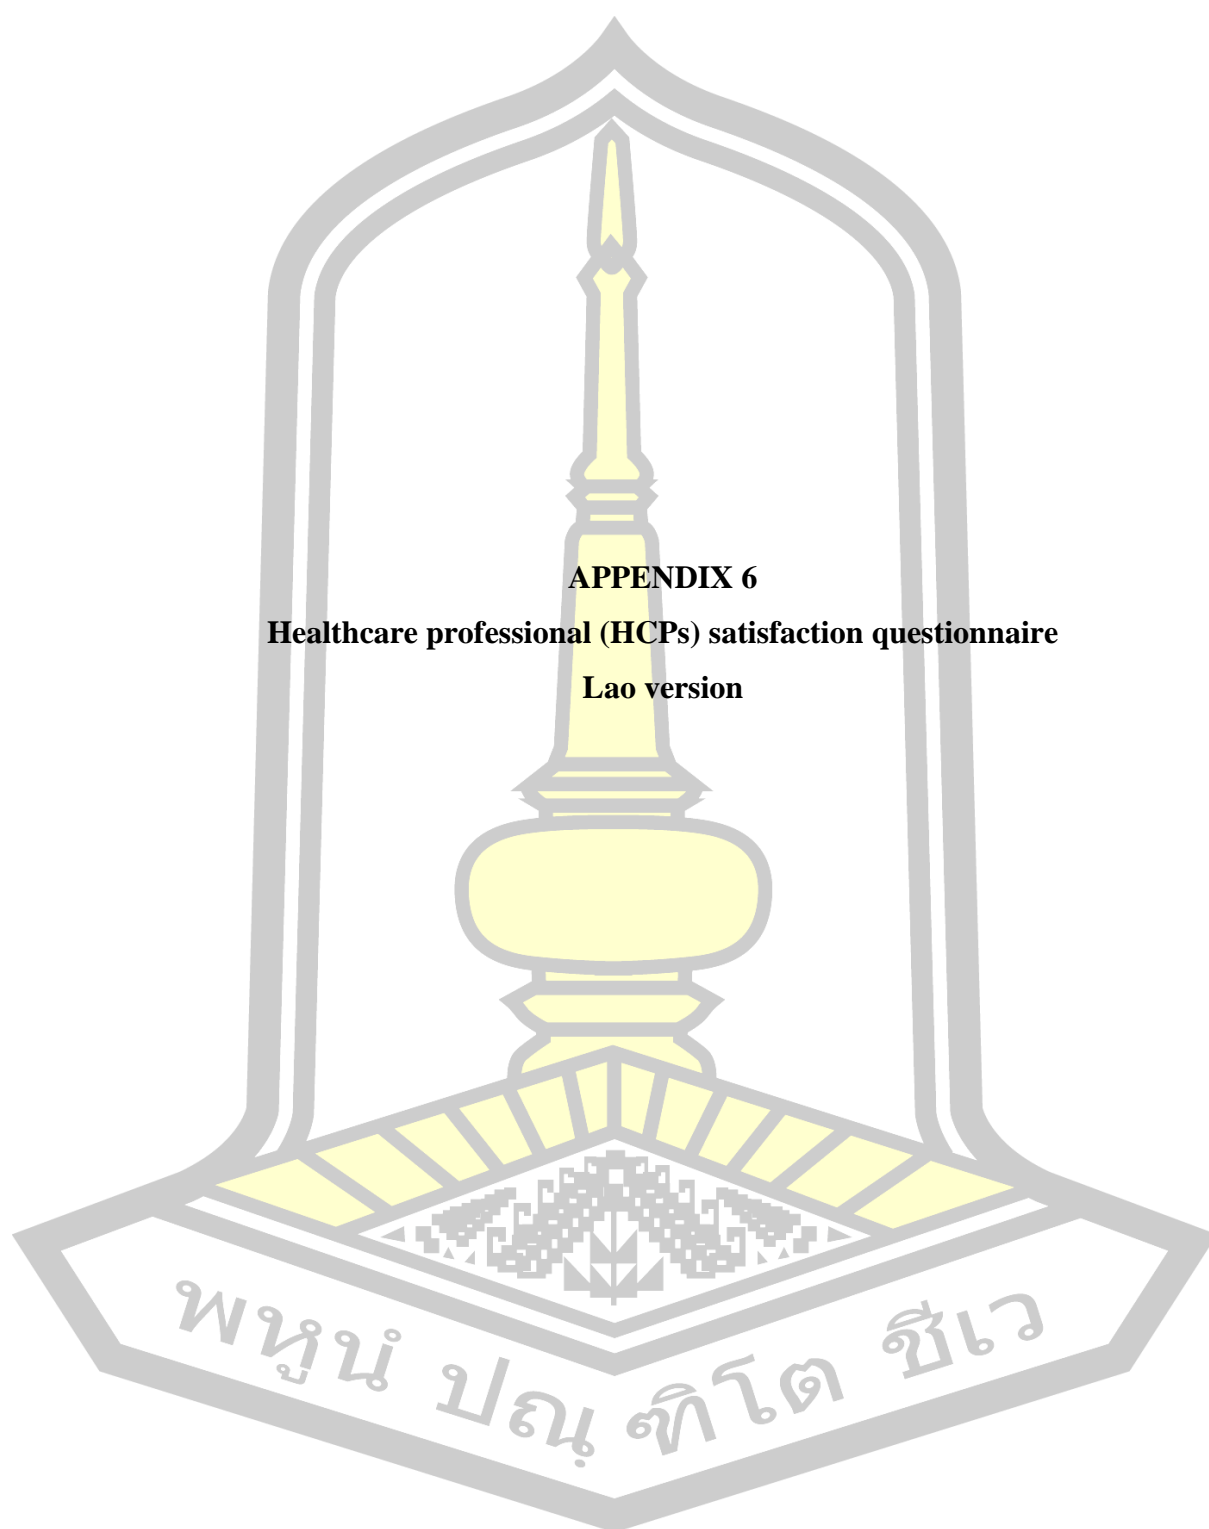 APPENDIX 6
Healthcare professional (HCPs) satisfaction questionnaire
Lao version
พหูนํ ปณฺฑิโต ชีเว